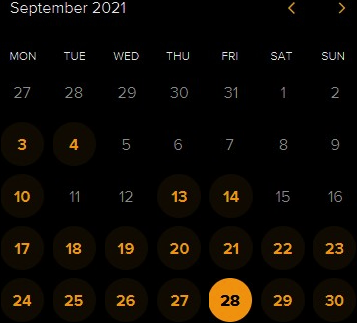 September 2021
MON TUE WED THU FRI SAT SUN
27 28 29 30 31 1 2
3 4 5 6 7 8 9
10 11 12 13 14 15 16
17 18 19 20 21 22 23
24 25 26 27 28 29 30